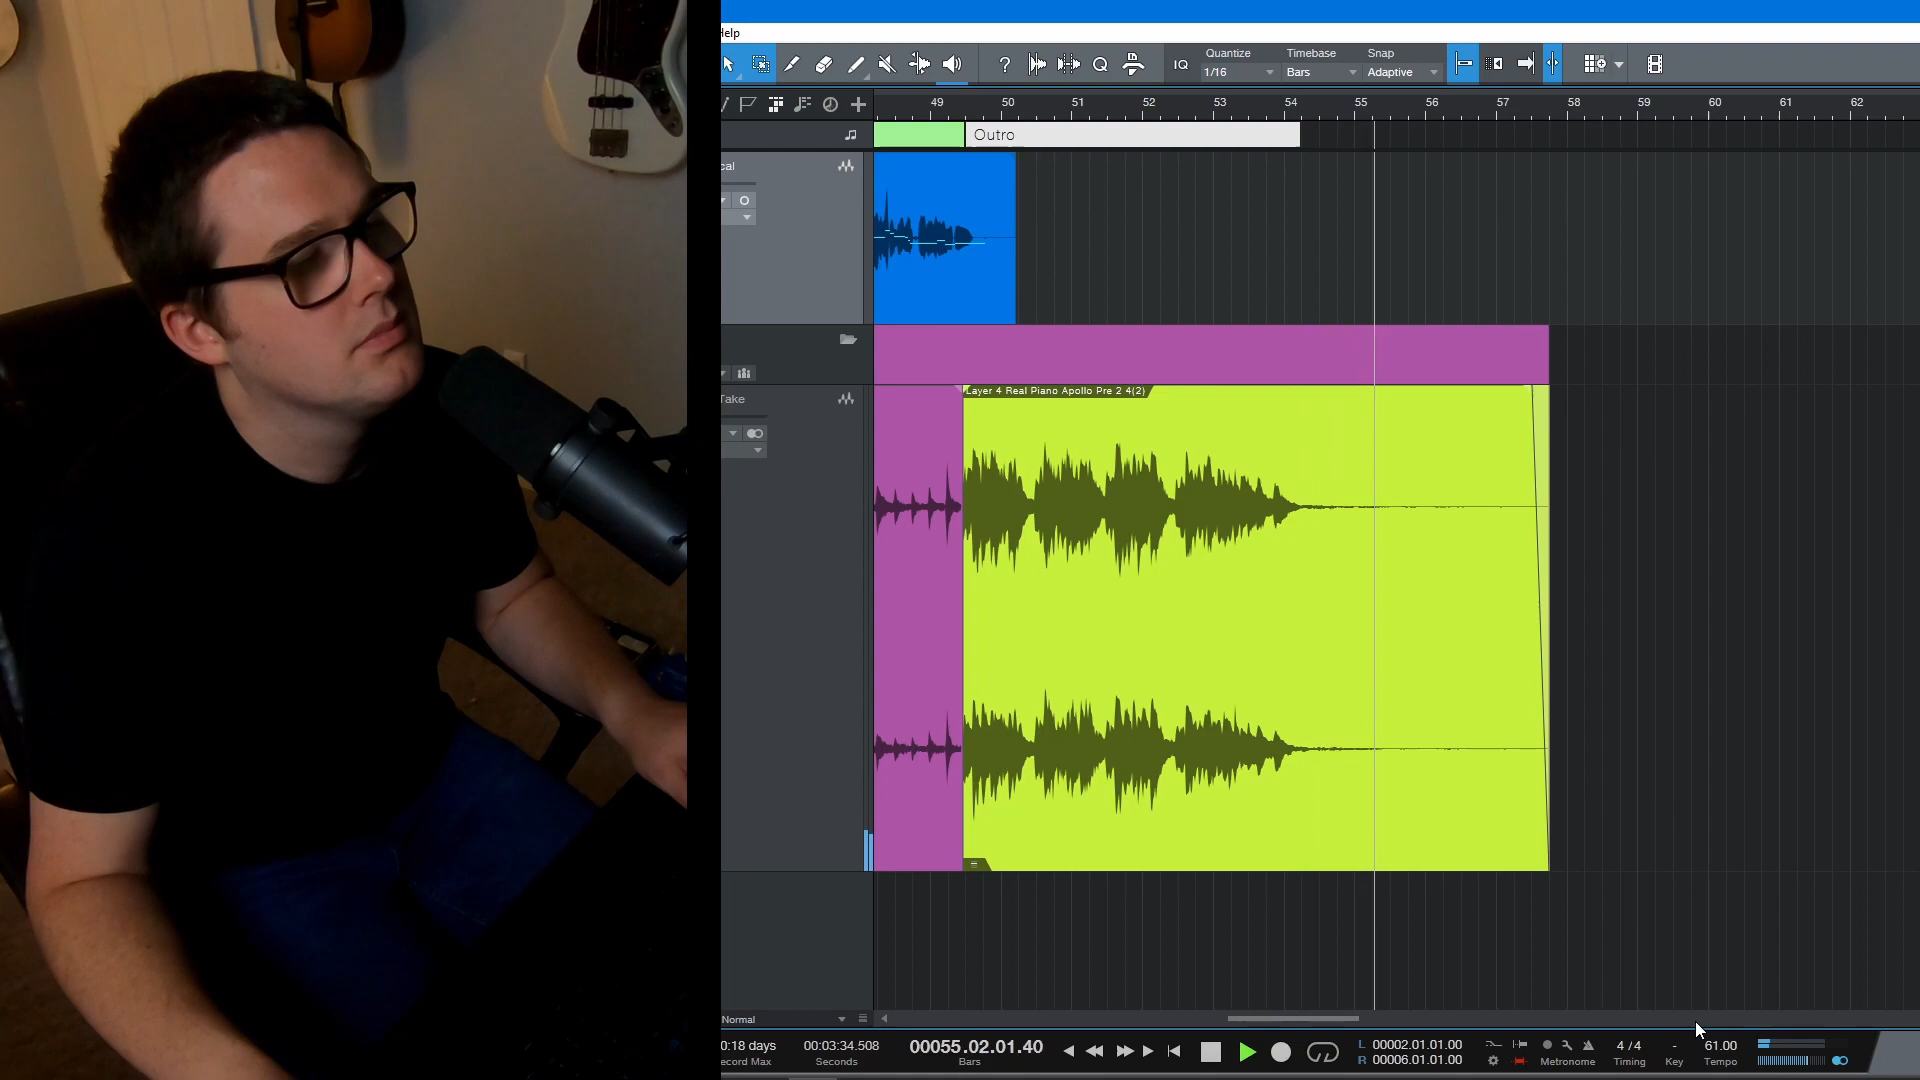 Help
Quantize Timebase Snap
IQ 1/16 Bars Adaptive
49 50 51 52 53 54 55 56 57 58 59 60 61 62
Outro
cal
Take
Layer 4 Real Piano Apollo Pre 2 4(2)
Normal
0:18 days 00:03:34.508 00055.02.01.40 L 00002.01.01.00 4 / 4 - 61.00
ecord Max Seconds Bars R 00006.01.01.00 Metronome Timing Key Tempo